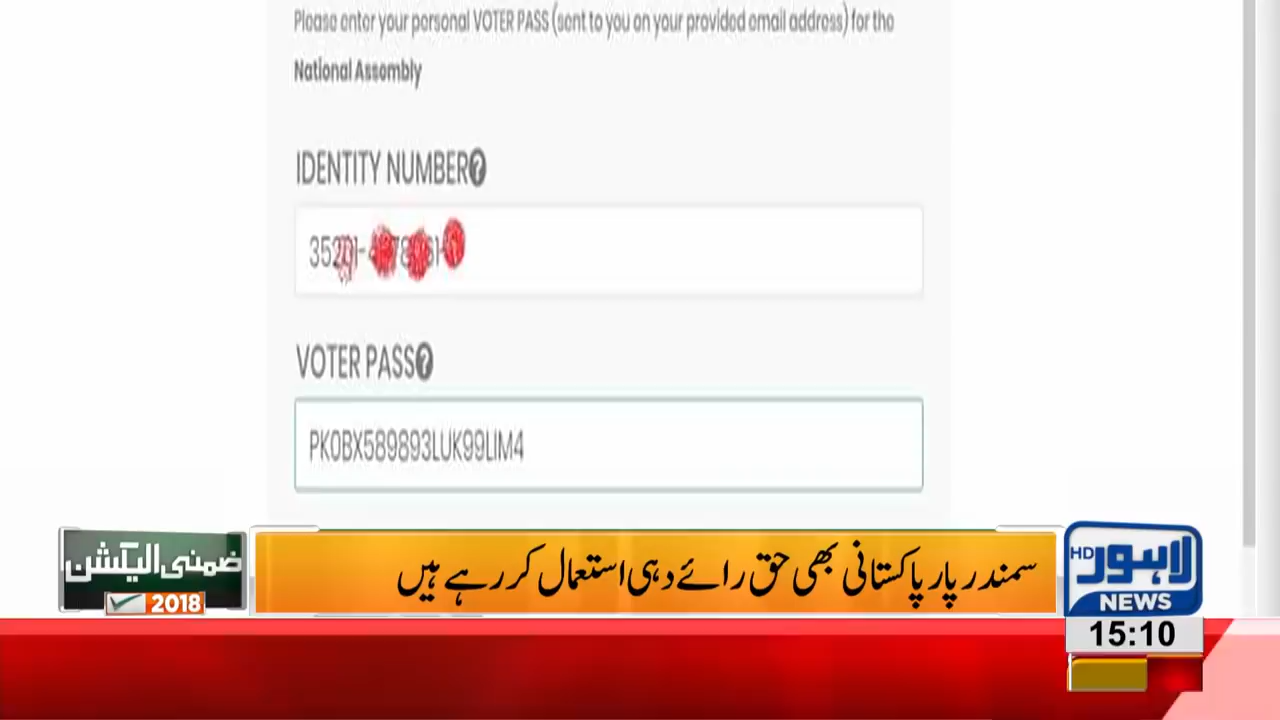 Please enter your personal VOTER PASS (sent to you on your provided email address) for the
National Assembly
IDENTITY NUMBER?
VOTER PASS?
PK0BX589893LUK99LIM4
ضمنی الیکشن
2018
سمندر پار پاکستانی بھی حق رائے دہی استعمال کر رہے ہیں
HD لاہور
NEWS
15:10